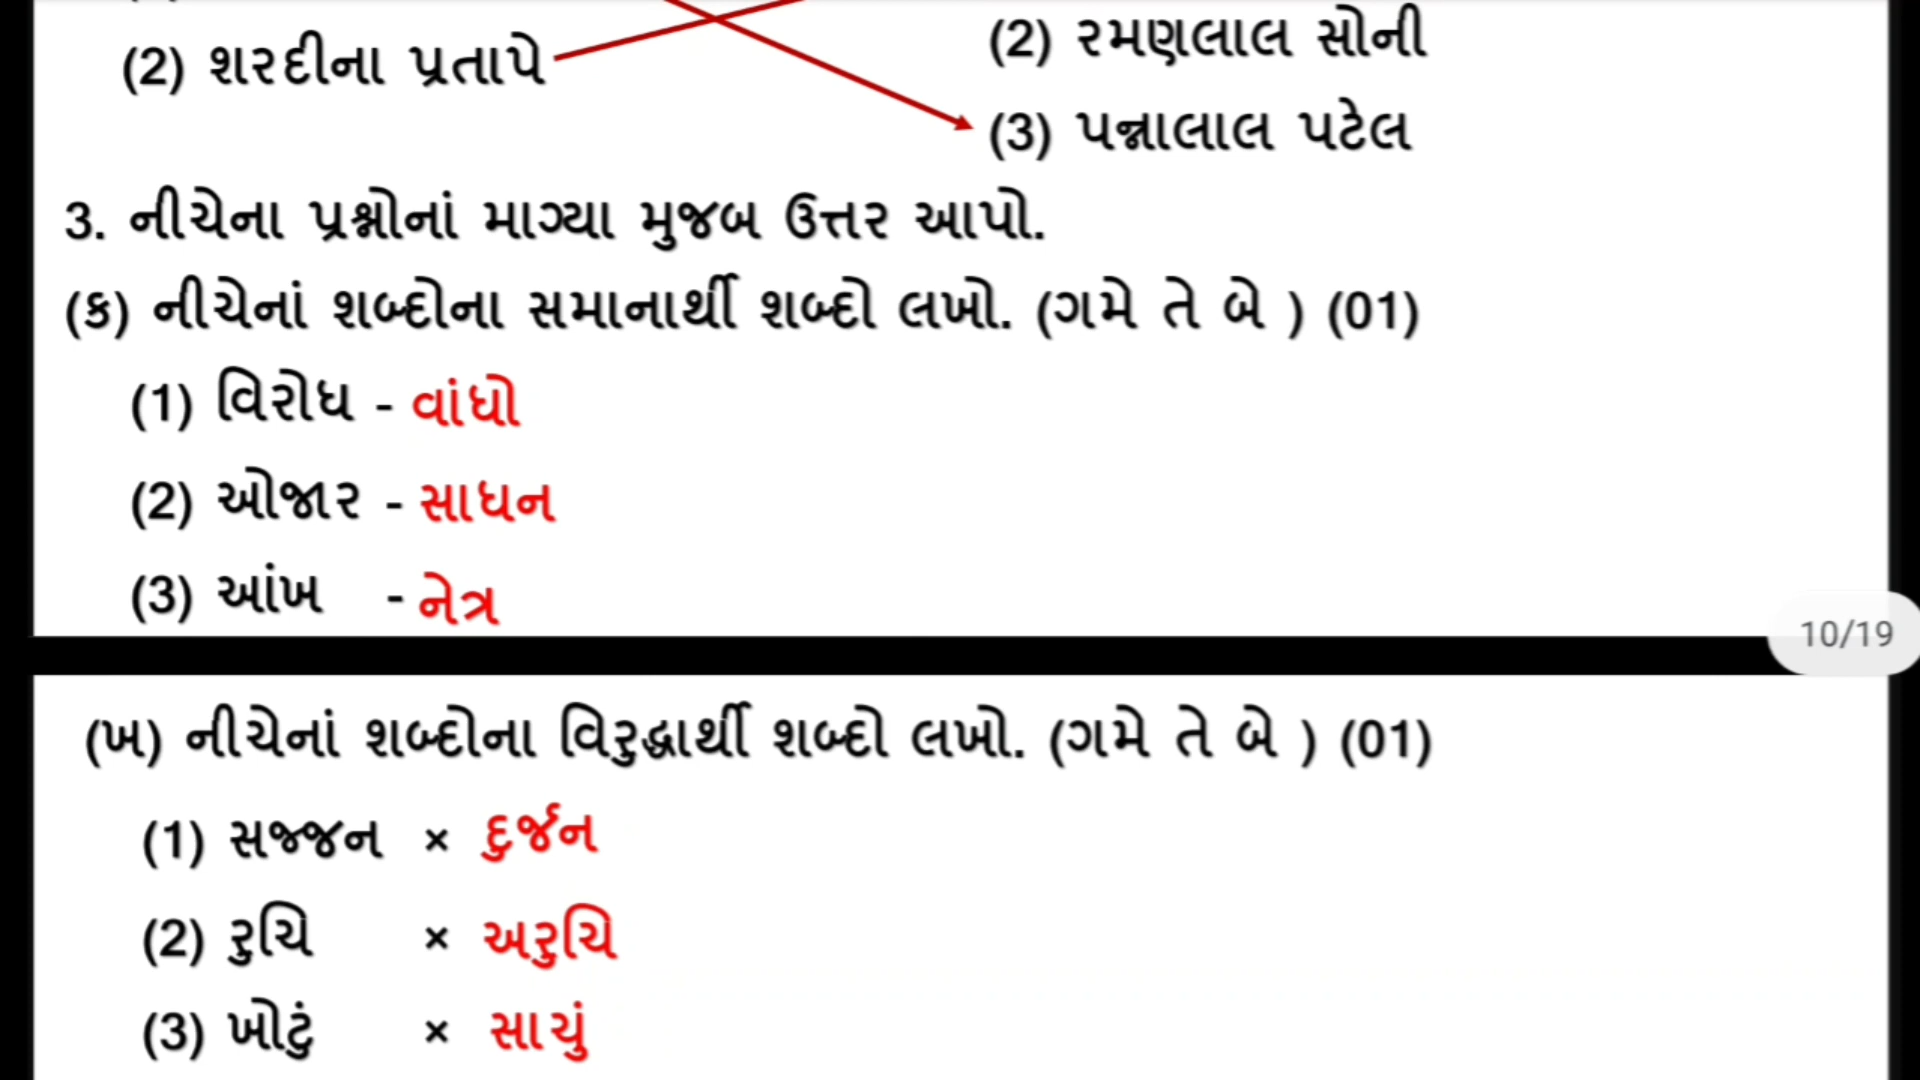 (2) શરદીના પ્રતાપે
(2) રમણલાલ સોની
(3) પન્નાલાલ પટેલ
3. નીચેના પ્રશ્નોનાં માગ્યા મુજબ ઉત્તર આપો.
(ક) નીચેનાં શબ્દોના સમાનાર્થી શબ્દો લખો. (ગમે તે બે ) (01)
(1) વિરોધ - વાંધો
(2) ઓજાર - સાધન
(3) આંખ - નેત્ર
10/19
(ખ) નીચેનાં શબ્દોના વિરુદ્ધાર્થી શબ્દો લખો. (ગમે તે બે ) (01)
(1) સજ્જન × દુર્જન
(2) રુચિ × અરુચિ
(3) ખોટું × સાચું